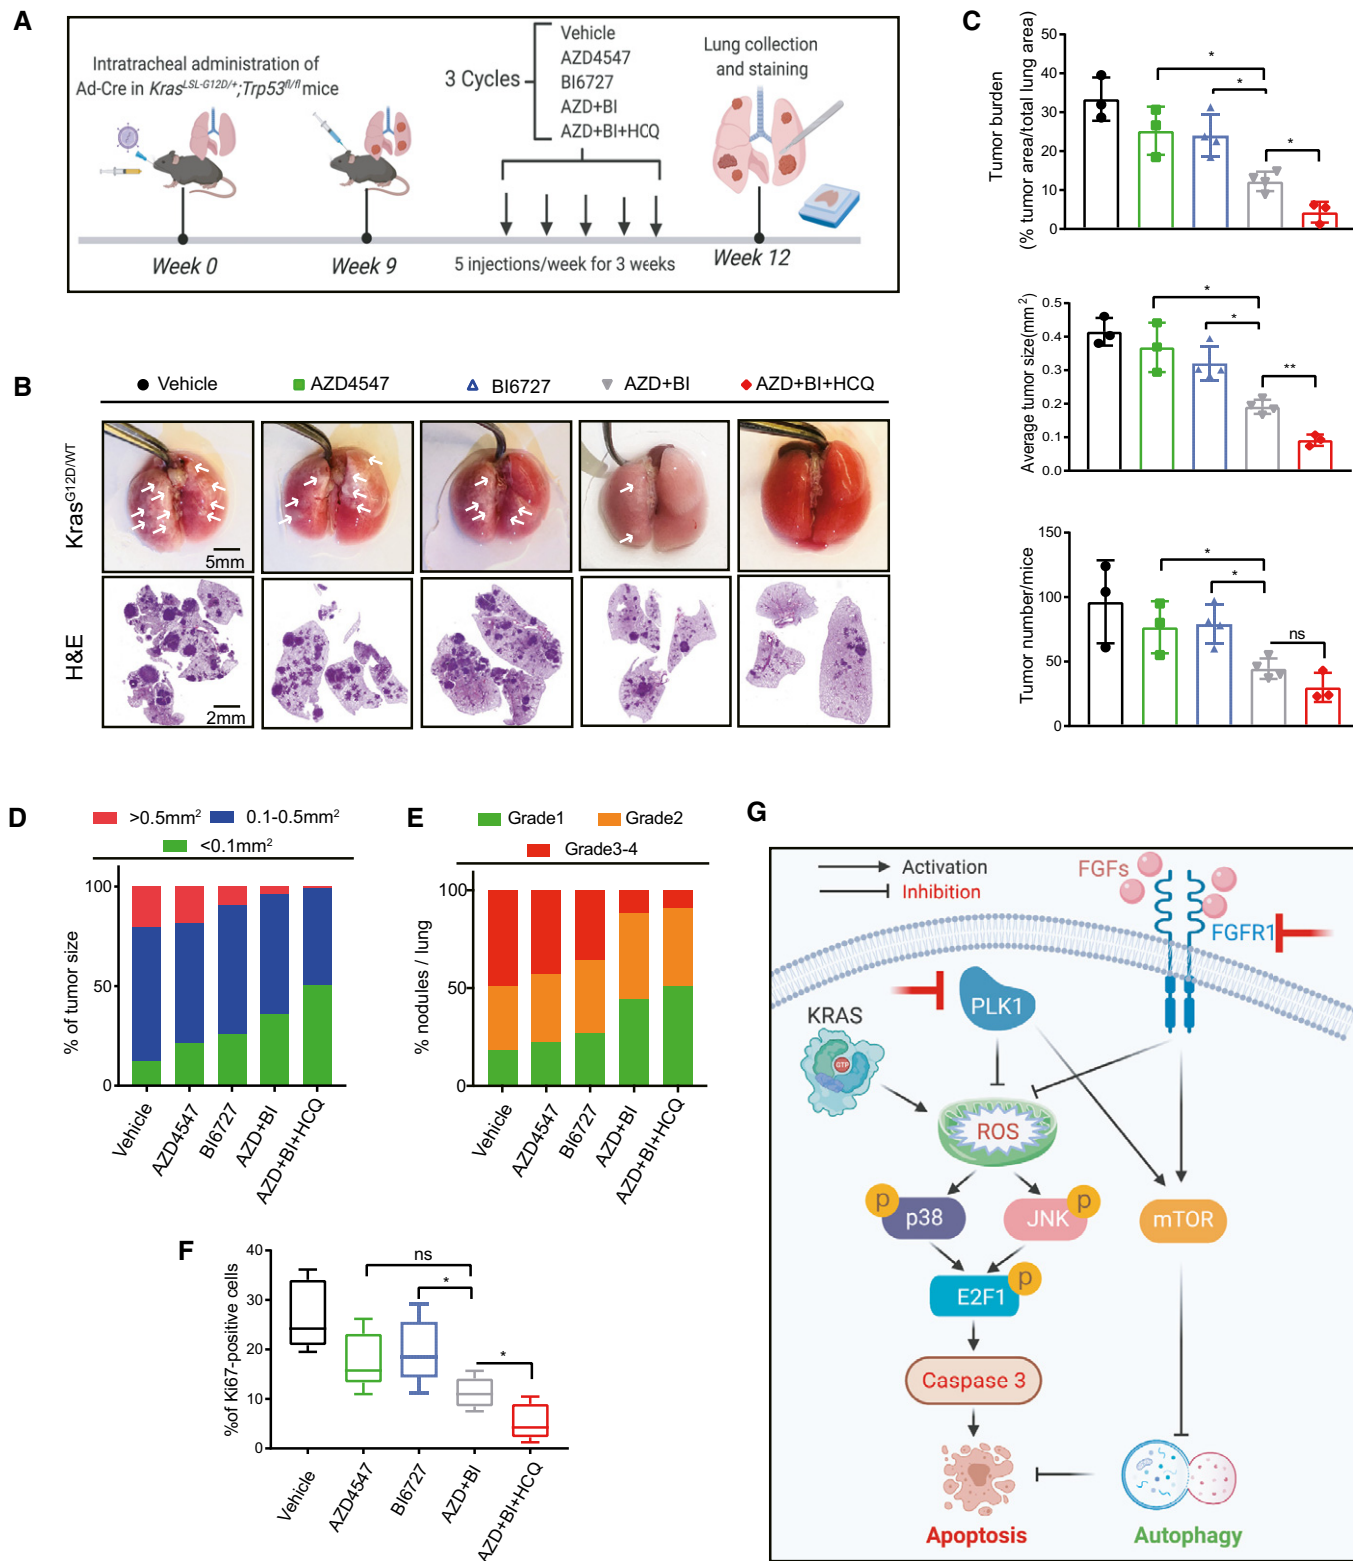 A
Intratracheal administration of
Ad-Cre in Kras^LSL-G12D/+;Trp53^fl/fl mice
3 Cycles
Vehicle
AZD4547
BI6727
AZD+BI
AZD+BI+HCQ
Lung collection
and staining
Week 0
Week 9
5 injections/week for 3 weeks
Week 12
B
Vehicle
AZD4547
BI6727
AZD+BI
AZD+BI+HCQ
Kras^G12D/WT
5mm
H&E
2mm
C
Tumor burden
(% tumor area/total lung area)
50
40
30
20
10
0
*
*
*
Average tumor size(mm²)
0.5
0.4
0.3
0.2
0.1
0.0
*
*
**
Tumor number/mice
150
100
50
0
*
*
ns
D
>0.5mm²
0.1-0.5mm²
<0.1mm²
% of tumor size
100
50
0
Vehicle
AZD4547
BI6727
AZD+BI
AZD+BI+HCQ
E
Grade1
Grade2
Grade3-4
% nodules / lung
100
50
0
Vehicle
AZD4547
BI6727
AZD+BI
AZD+BI+HCQ
F
%of Ki67-positive cells
40
30
20
10
0
ns
*
*
Vehicle
AZD4547
BI6727
AZD+BI
AZD+BI+HCQ
G
Activation
Inhibition
FGFs
FGFR1
PLK1
KRAS
GTP
ROS
p
p38
JNK
p
mTOR
E2F1
p
Caspase 3
Apoptosis
Autophagy